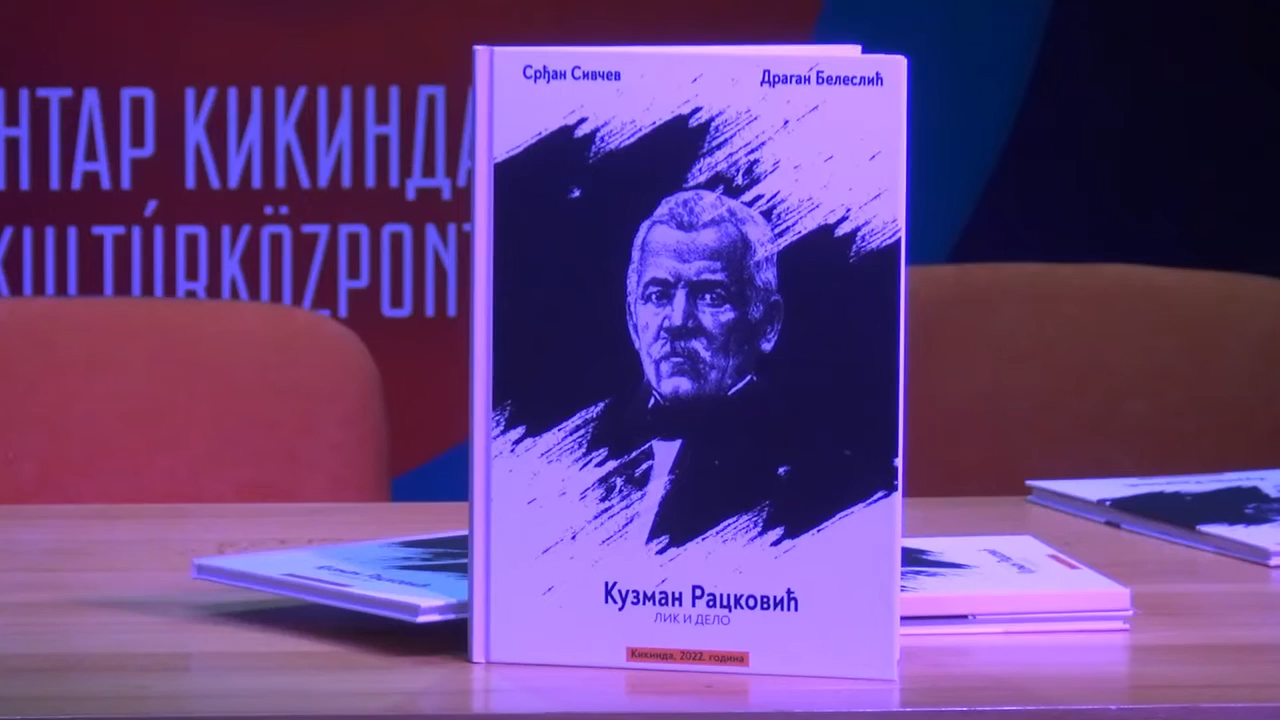 НТАР КИКИНДА
KULTÚRKÖZPONT
Срђан Сивчев
Драган Белеслић
Кузман Рацковић
ЛИК И ДЕЛО
Кикинда, 2022. година